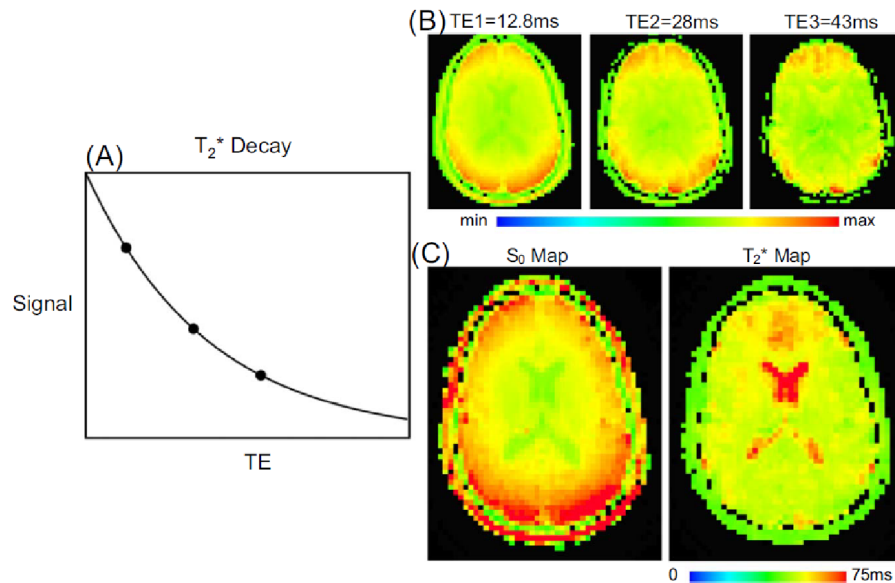 (A)
T₂* Decay
Signal
TE
(B)
TE1=12.8ms
TE2=28ms
TE3=43ms
min
max
(C)
S₀ Map
T₂* Map
0
75ms